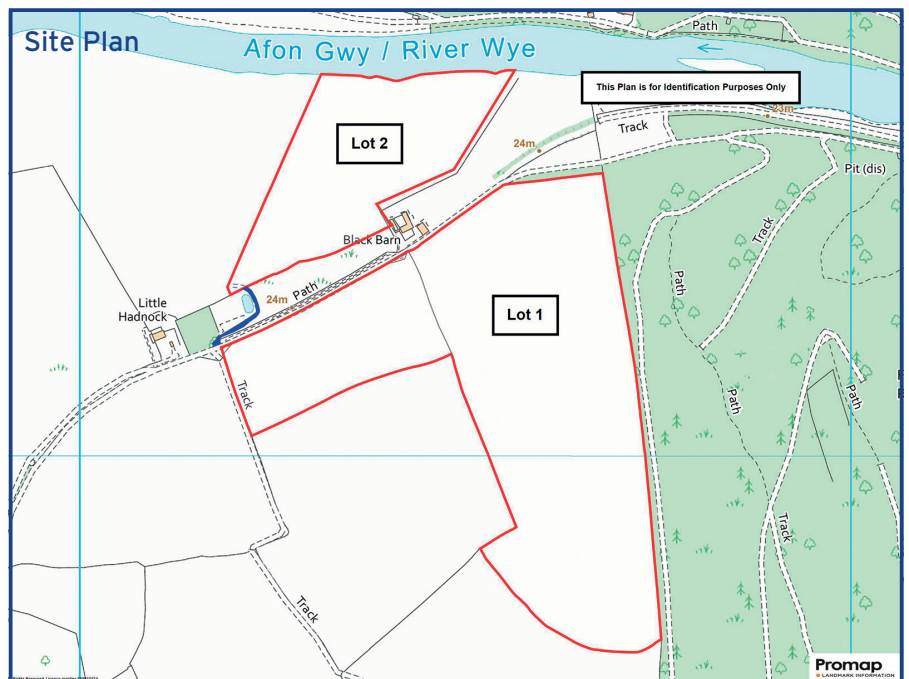 Site Plan
Path
Afon Gwy / River Wye
This Plan is for Identification Purposes Only
23m
Track
24m
Lot 2
Pit (dis)
Black Barn
Track
Path
Path
24m
Little
Hadnock
Lot 1
Track
Path
Path
Track
Track
Promap
LANDMARK INFORMATION